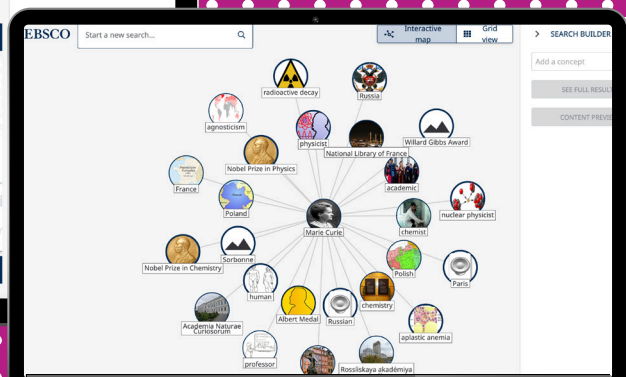 EBSCO
Start a new search...
Interactive
map
Grid
view
SEARCH BUILDER
Add a concept
SEE FULL RESULT
CONTENT PREVIE
radioactive decay
Russia
agnosticism
physicist
Willard Gibbs Award
National Library of France
Nobel Prize in Physics
academic
France
Poland
nuclear physicist
Marie Curie
chemist
Sorbonne
Nobel Prize in Chemistry
Polish
Paris
human
chemistry
Albert Medal
Russian
Academia Naturae
Curiosorum
aplastic anemia
professor
Rossiiskaya akadémiya